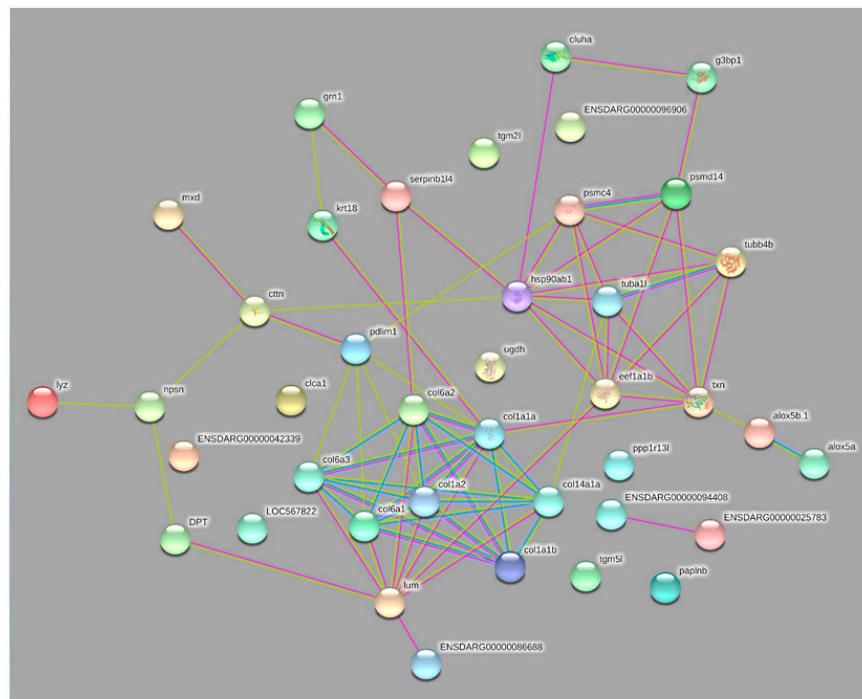 cluha
g3bp1
grn1
ENSDARG00000096906
tgm2l
serpinb1l4
psmd14
mxd
psmc4
krt18
tubb4b
hsp90ab1
tuba1l
cttn
pdlim1
ugdh
eef1a1b
txn
lyz
npsn
clca1
col6a2
alox5b.1
col1a1a
alox5a
ENSDARG00000042339
col6a3
ppp1r13l
col1a2
col14a1a
ENSDARG00000094408
LOC567822
col6a1
ENSDARG00000025783
DPT
col1a1b
tgm5l
paplnb
lum
ENSDARG00000086688